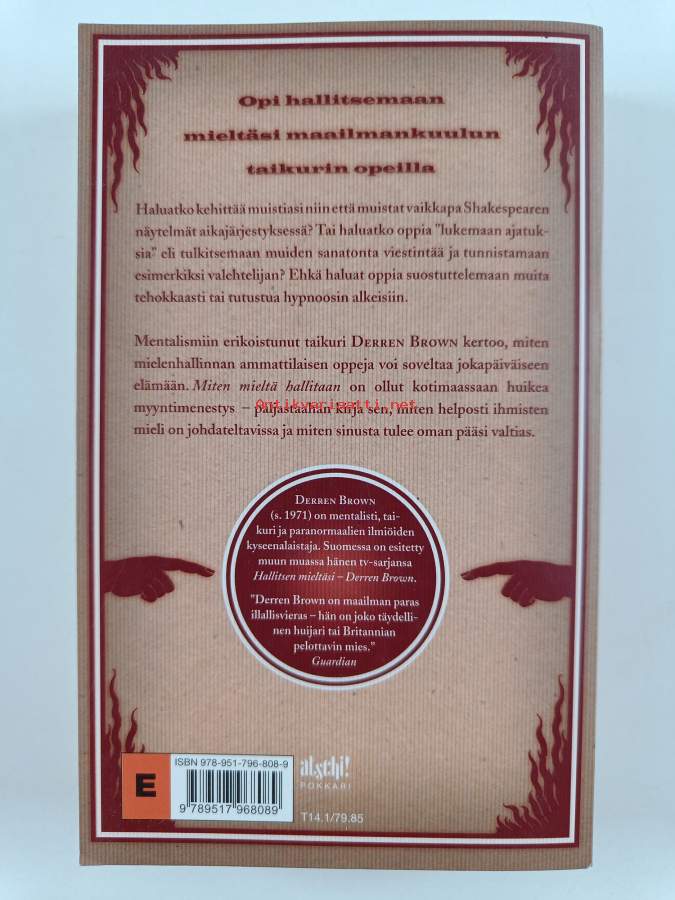 Opi hallitsemaan
mieltäsi maailmankuulun
taikurin opeilla
Haluatko kehittää muistiasi niin että muistat vaikkapa Shakespearen
näytelmät aikajärjestyksessä? Tai haluatko oppia "lukemaan ajatuk-
sia" eli tulkitsemaan muiden sanatonta viestintää ja tunnistamaan
esimerkiksi valehtelijan? Ehkä haluat oppia suostuttelemaan muita
tehokkaasti tai tutustua hypnoosin alkeisiin.
Mentalismiin erikoistunut taikuri DERREN BROWN kertoo, miten
mielenhallinnan ammattilaisen oppeja voi soveltaa jokapäiväiseen
elämään. Miten mieltä hallitaan on ollut kotimaassaan huikea
Antikvariaatti.net
myyntimenestys – paljastaahan kirja sen, miten helposti ihmisten
mieli on johdateltavissa ja miten sinusta tulee oman pääsi valtias.
DERREN BROWN
(s. 1971) on mentalisti, tai-
kuri ja paranormaalien ilmiöiden
kyseenalaistaja. Suomessa on esitetty
muun muassa hänen tv-sarjansa
Hallitsen mieltäsi – Derren Brown.
"Derren Brown on maailman paras
illallisvieras – hän on joko täydelli-
nen huijari tai Britannian
pelottavin mies."
Guardian
E
ISBN 978-951-796-808-9
9 789517 968089
POKKARI
T14.1/79.85